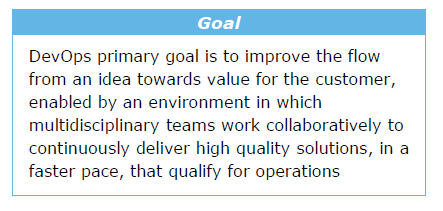 Goal
DevOps primary goal is to improve the flow
from an idea towards value for the customer,
enabled by an environment in which
multidisciplinary teams work collaboratively to
continuously deliver high quality solutions, in a
faster pace, that qualify for operations